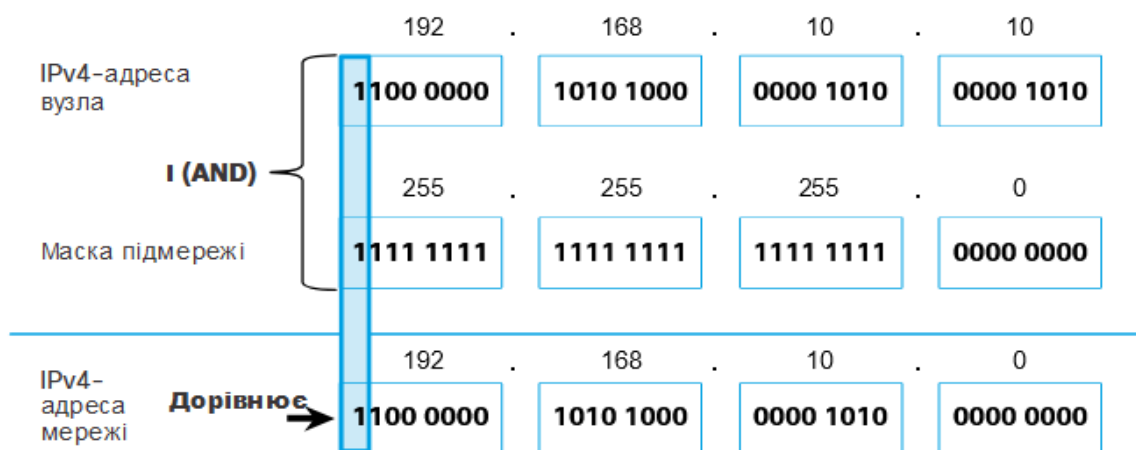 192 . 168 . 10 . 10
IPv4-адреса
вузла
1100 0000 1010 1000 0000 1010 0000 1010
І (AND)
255 . 255 . 255 . 0
Маска підмережі
1111 1111 1111 1111 1111 1111 0000 0000
192 . 168 . 10 . 0
IPv4-
адреса
мережі
Дорівнює
1100 0000 1010 1000 0000 1010 0000 0000